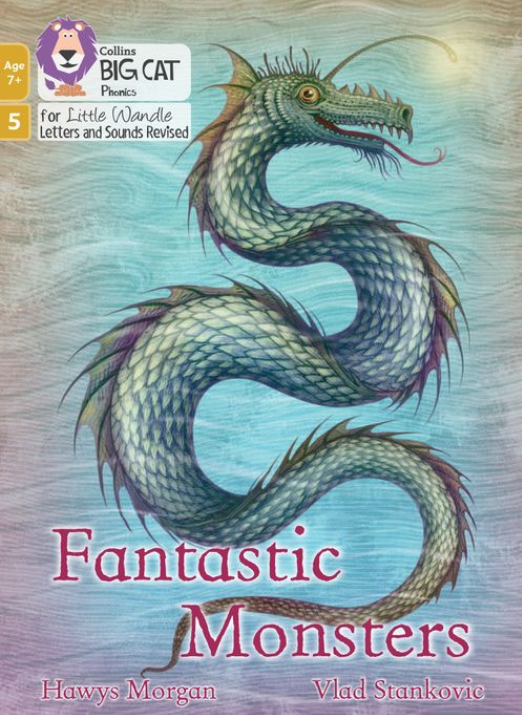 Age
7+
5
Collins
BIG CAT
Phonics
for Little Wandle
Letters and Sounds Revised
Fantastic
Monsters
Hawys Morgan
Vlad Stankovic